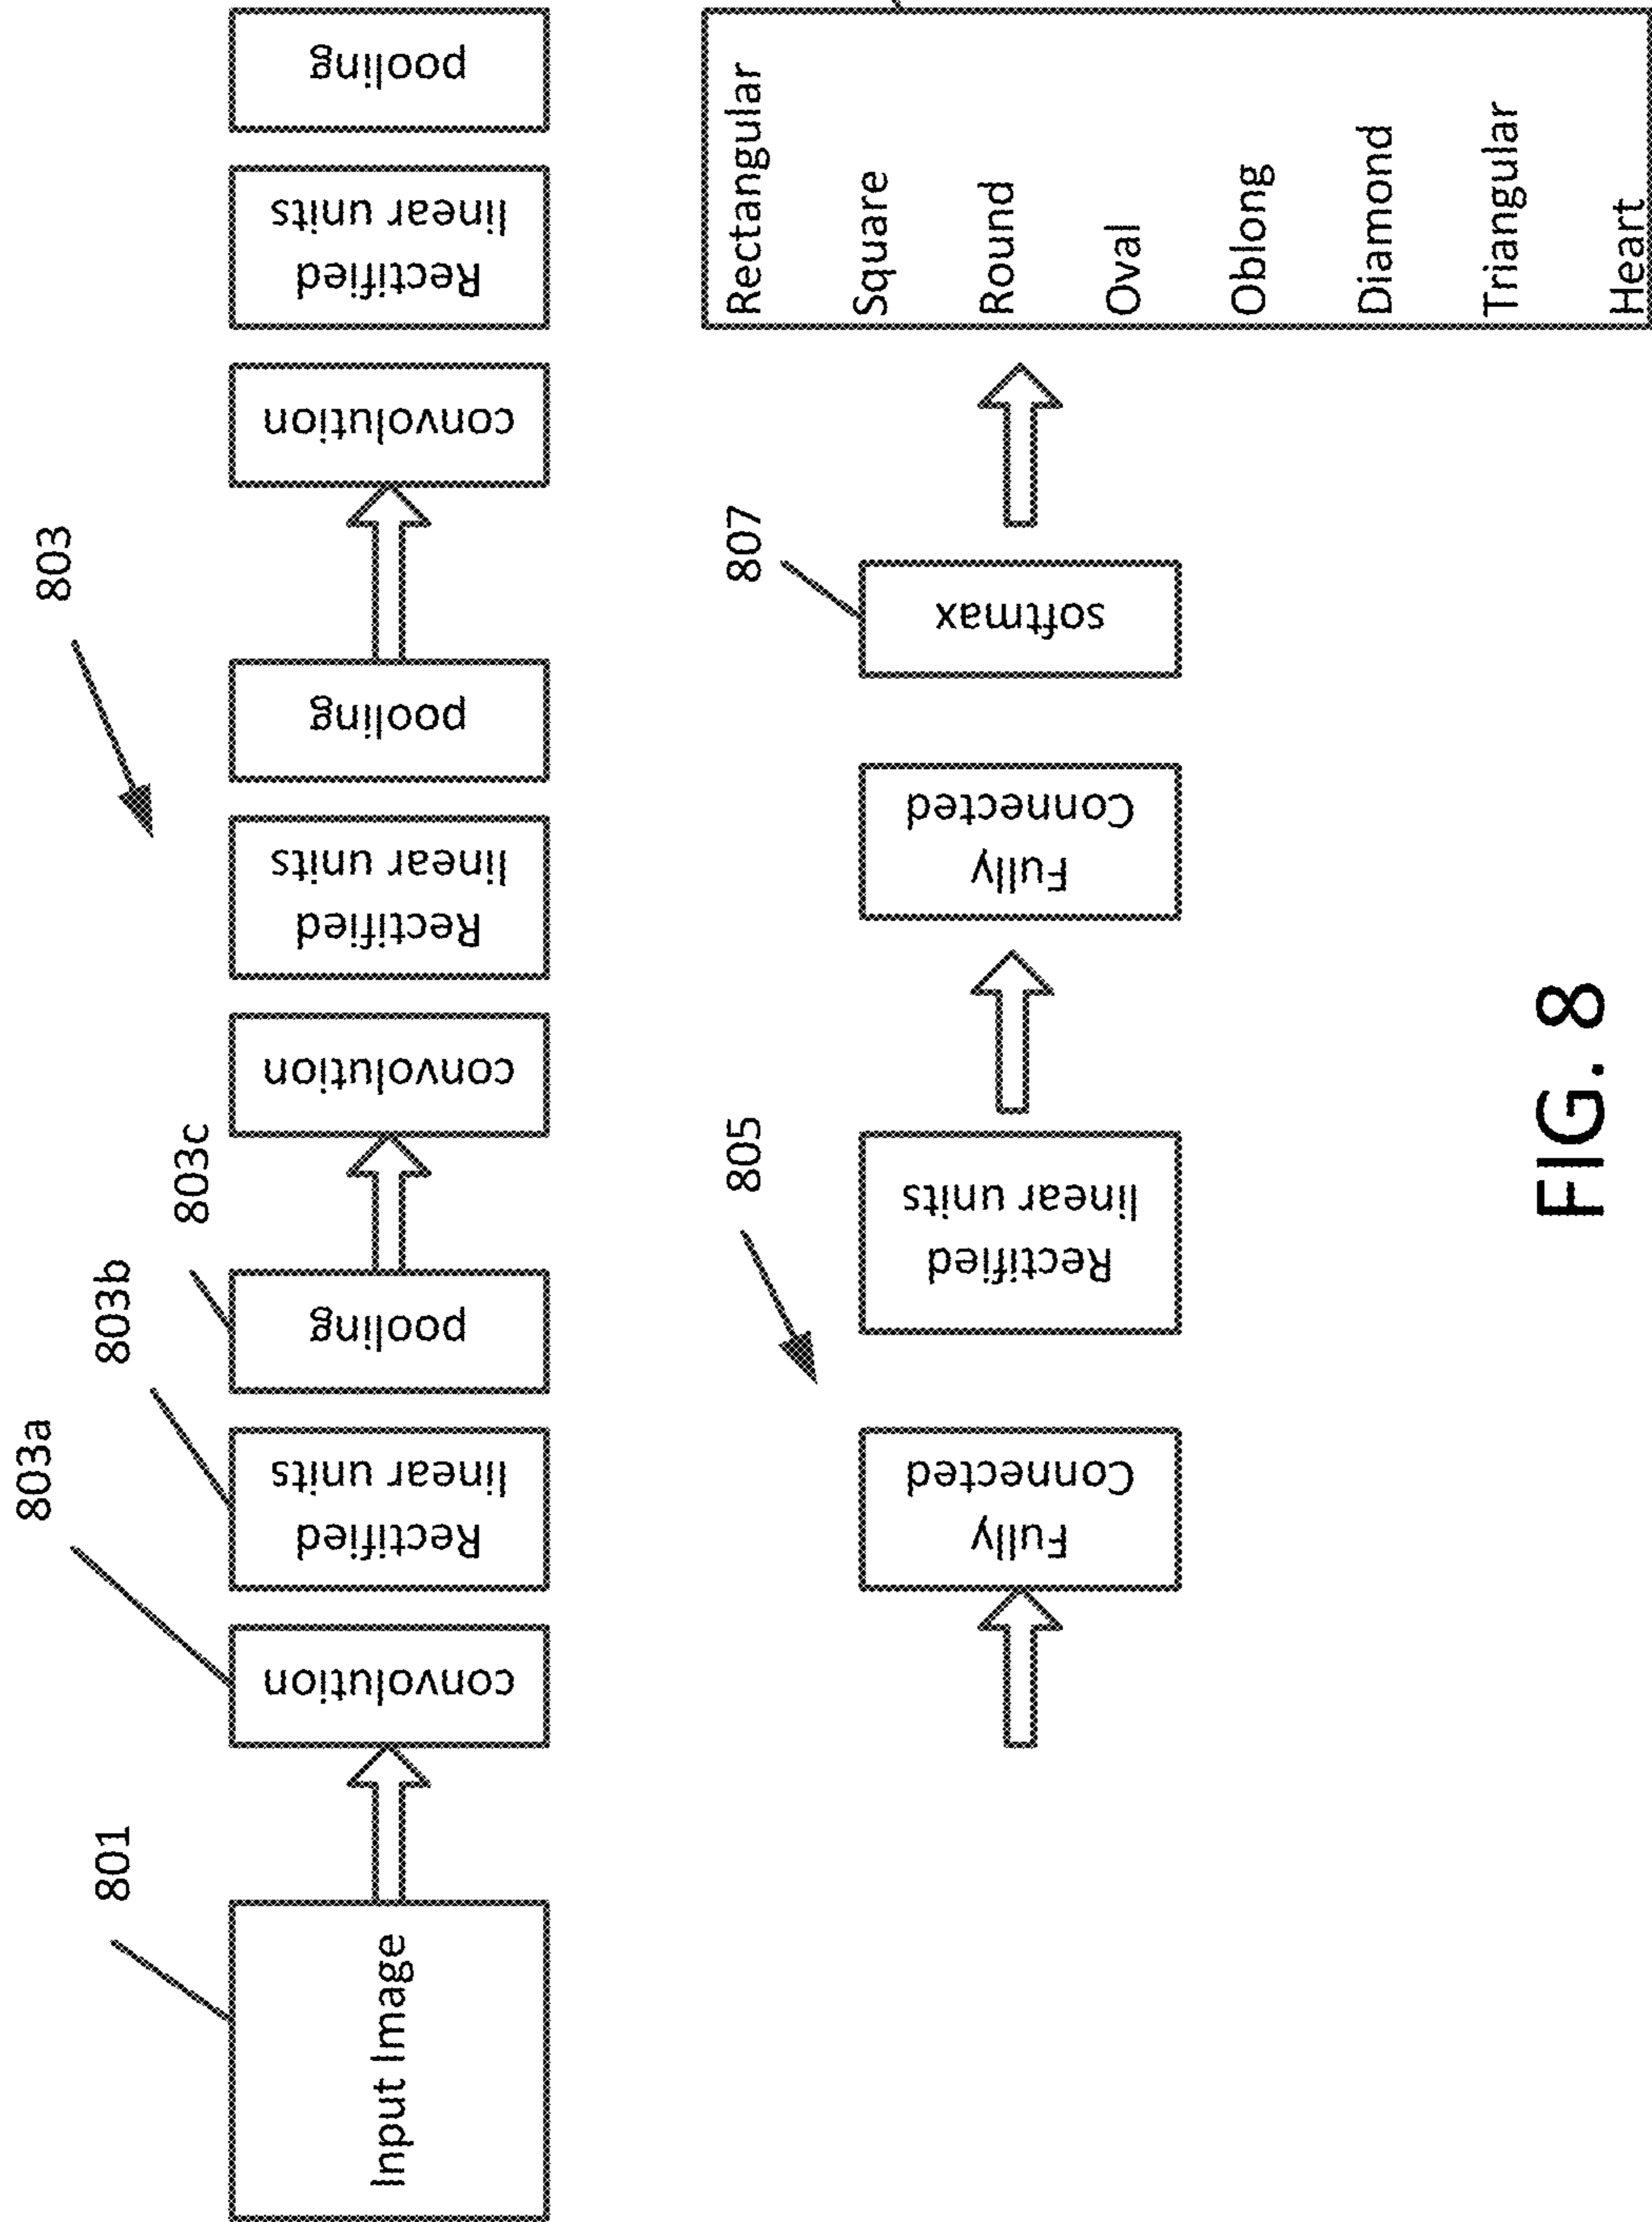 803
803a
803b
803c
801
Input Image
convolution
Rectified
linear units
pooling
convolution
Rectified
linear units
pooling
convolution
Rectified
linear units
pooling
805
807
Fully
Connected
Rectified
linear units
Fully
Connected
softmax
Rectangular
Square
Round
Oval
Oblong
Diamond
Triangular
Heart
FIG. 8